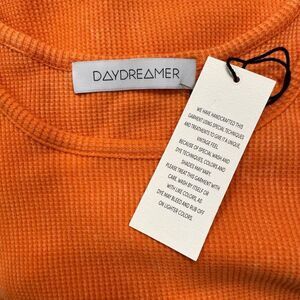 DAYDREAMER
WE HAVE HANDCRAFTED THIS
GARMENT USING SPECIAL TECHNIQUES
AND TREATMENTS TO GIVE IT A UNIQUE,
VINTAGE FEEL.
BECAUSE OF SPECIAL WASH AND
DYE TECHNIQUES, COLORS AND
SHADES MAY VARY.
PLEASE TREAT THIS GARMENT WITH
CARE. WASH BY ITSELF OR
WITH LIKE COLORS, AS
DYE MAY BLEED AND RUB OFF
ON LIGHTER COLORS.